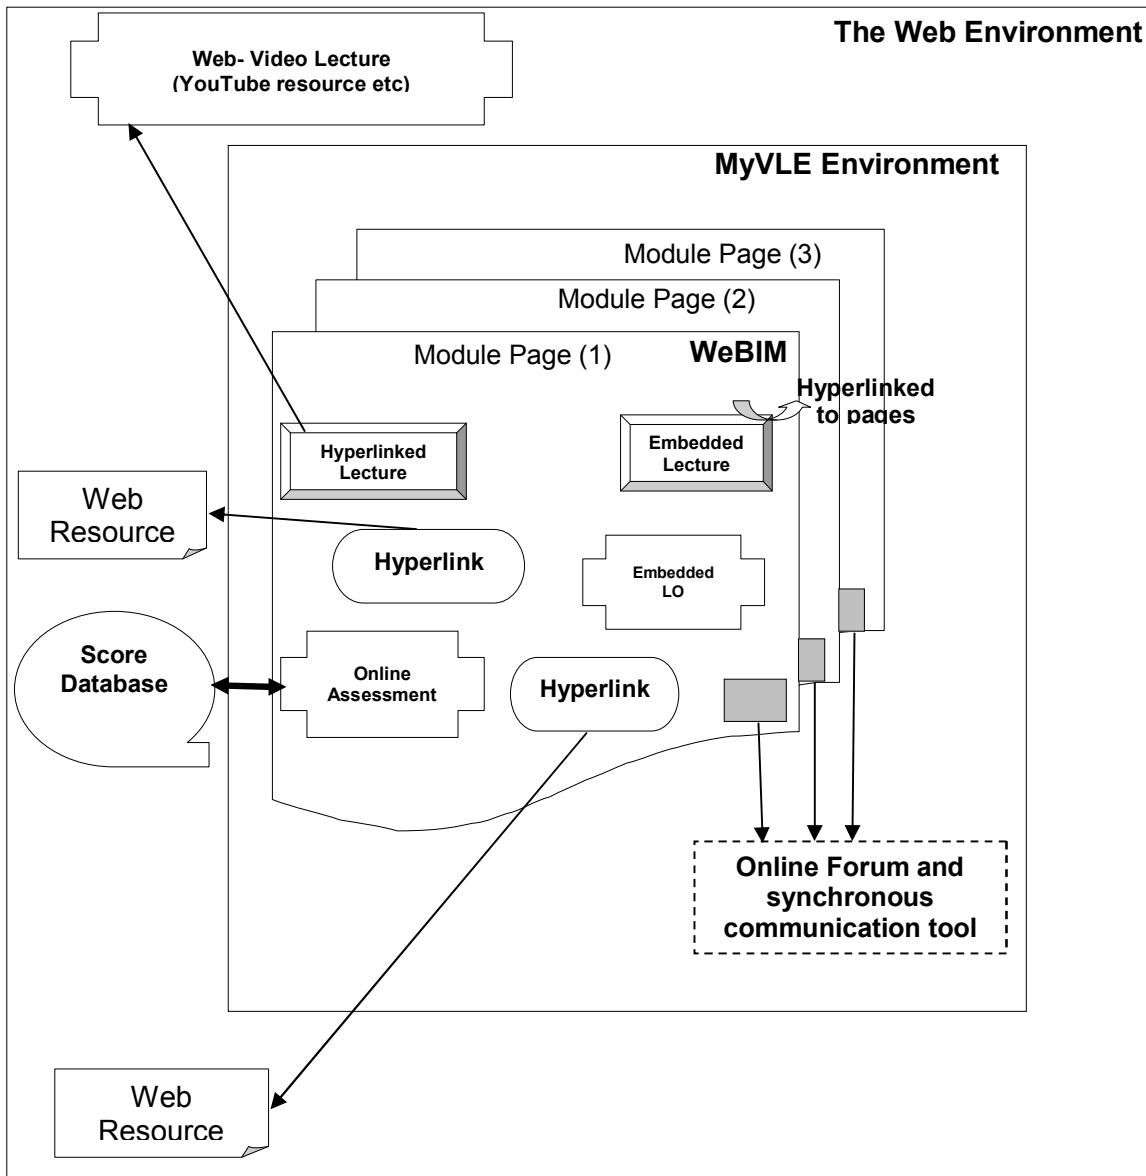 The Web Environment
Web- Video Lecture
(YouTube resource etc)
MyVLE Environment
Module Page (3)
Module Page (2)
Module Page (1)
WeBIM
Hyperlinked
to pages
Hyperlinked
Lecture
Embedded
Lecture
Web
Resource
Hyperlink
Embedded
LO
Score
Database
Online
Assessment
Hyperlink
Online Forum and
synchronous
communication tool
Web
Resource